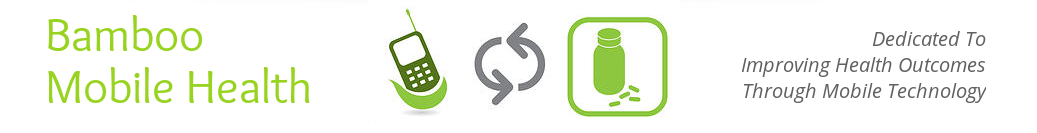 Bamboo
Mobile Health
Dedicated To
Improving Health Outcomes
Through Mobile Technology